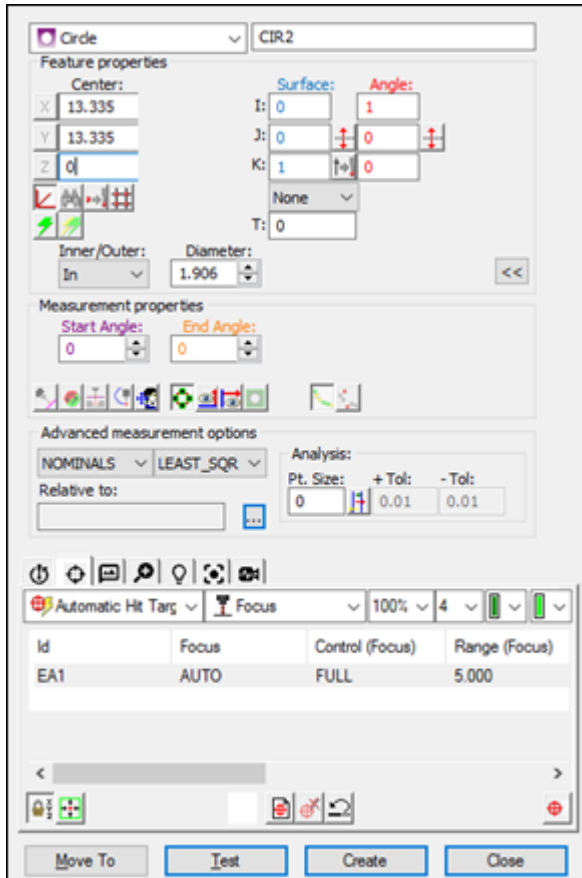 Circle CIR2
Feature properties
Center: Surface: Angle:
X 13.335 I: 0 1
Y 13.335 J: 0 0
Z 0 K: 1 0
None
T: 0
Inner/Outer: Diameter:
In 1.906 <<
Measurement properties
Start Angle: End Angle:
0 0
Advanced measurement options
NOMINALS LEAST_SQR Analysis:
Relative to: Pt. Size: + Tol: - Tol:
0 0.01 0.01
...
Automatic Hit Targ Focus 100% 4
Id Focus Control (Focus) Range (Focus)
EA1 AUTO FULL 5.000
< >
Move To Test Create Close